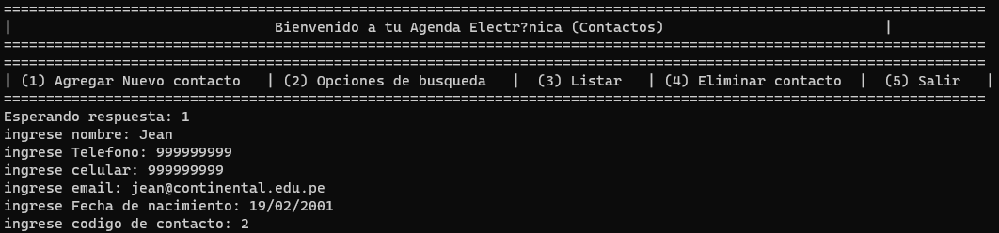 ====================================================================================================================
|                               Bienvenido a tu Agenda Electr?nica (Contactos)                          |
====================================================================================================================
====================================================================================================================
| (1) Agregar Nuevo contacto   | (2) Opciones de busqueda   |  (3) Listar   | (4) Eliminar contacto  |  (5) Salir   |
====================================================================================================================
Esperando respuesta: 1
ingrese nombre: Jean
ingrese Telefono: 999999999
ingrese celular: 999999999
ingrese email: jean@continental.edu.pe
ingrese Fecha de nacimiento: 19/02/2001
ingrese codigo de contacto: 2